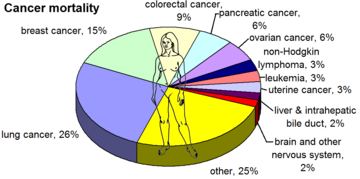 Cancer mortality
colorectal cancer,
9%
pancreatic cancer,
6%
ovarian cancer, 6%
non-Hodgkin
lymphoma, 3%
leukemia, 3%
uterine cancer, 3%
liver & intrahepatic
bile duct, 2%
brain and other
nervous system,
2%
other, 25%
lung cancer, 26%
breast cancer, 15%